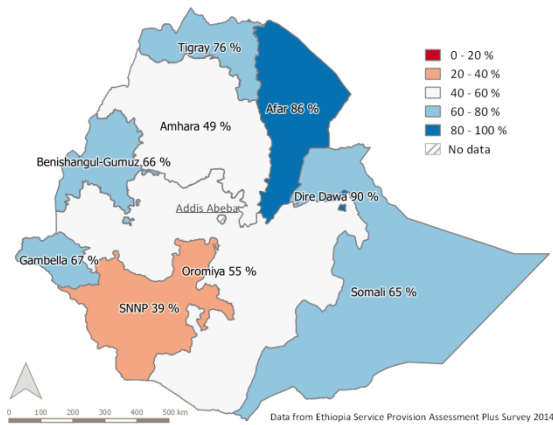 Tigray 76 %
Afar 86 %
Amhara 49 %
Benishangul-Gumuz 66 %
Dire Dawa 90 %
Addis Abeba
Gambella 67 %
Oromiya 55 %
Somali 65 %
SNNP 39 %
0 - 20 %
20 - 40 %
40 - 60 %
60 - 80 %
80 - 100 %
No data
0 100 200 300 400 500 km
Data from Ethiopia Service Provision Assessment Plus Survey 2014